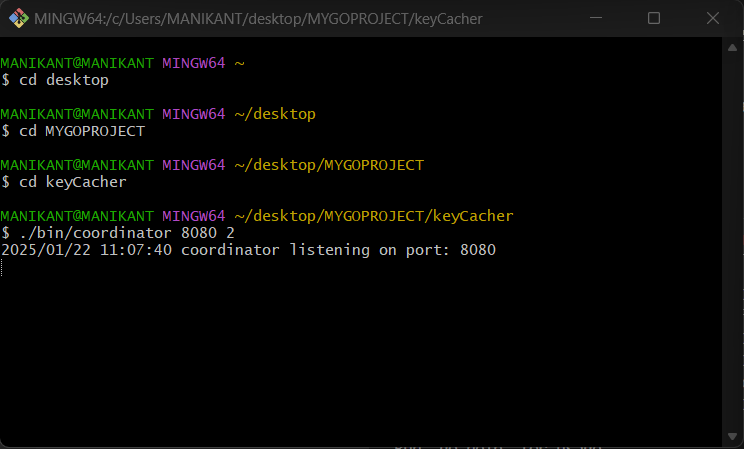 MINGW64:/c/Users/MANIKANT/desktop/MYGOPROJECT/keyCacher
MANIKANT@MANIKANT MINGW64 ~
$ cd desktop
MANIKANT@MANIKANT MINGW64 ~/desktop
$ cd MYGOPROJECT
MANIKANT@MANIKANT MINGW64 ~/desktop/MYGOPROJECT
$ cd keyCacher
MANIKANT@MANIKANT MINGW64 ~/desktop/MYGOPROJECT/keyCacher
$ ./bin/coordinator 8080 2
2025/01/22 11:07:40 coordinator listening on port: 8080